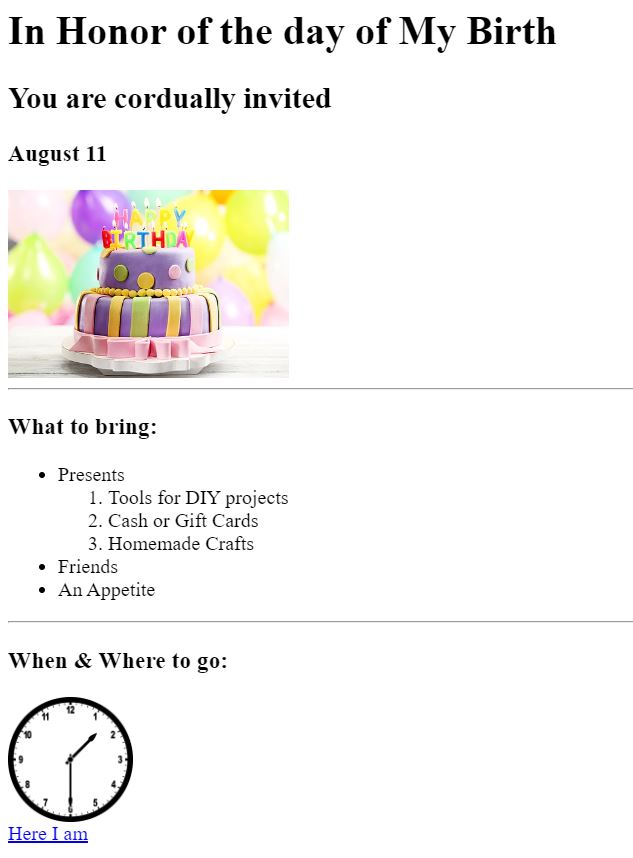 In Honor of the day of My Birth
You are cordually invited
August 11
HAPPY
BIRTHDAY
What to bring:
• Presents
1. Tools for DIY projects
2. Cash or Gift Cards
3. Homemade Crafts
• Friends
• An Appetite
When & Where to go:
12
11 1
10 2
9 3
8 4
7 5
6
Here I am